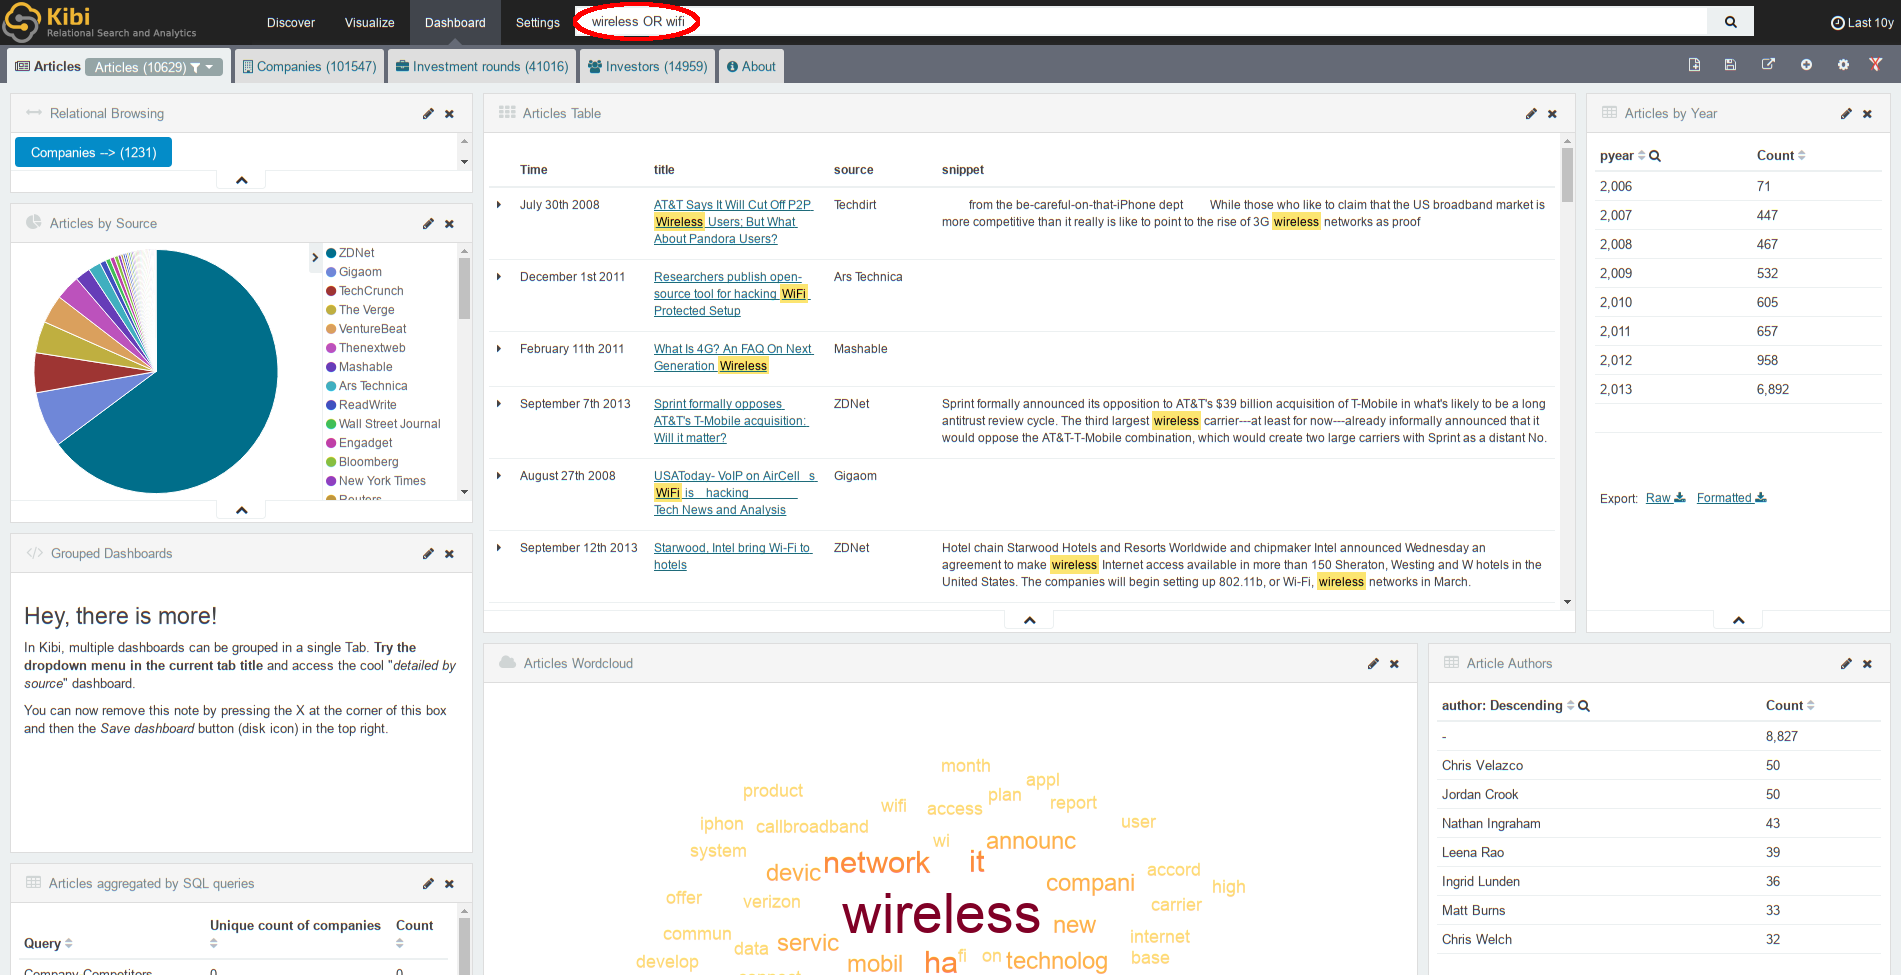 Kibi
Relational Search and Analytics
Discover
Visualize
Dashboard
Settings
wireless OR wifi
Last 10y
Articles
Articles (10629)
Companies (101547)
Investment rounds (41016)
Investors (14959)
About
Relational Browsing
Companies --> (1231)
Articles by Source
ZDNet
Gigaom
TechCrunch
The Verge
VentureBeat
Thenextweb
Mashable
Ars Technica
ReadWrite
Wall Street Journal
Engadget
Bloomberg
New York Times
Reuters
Grouped Dashboards
Hey, there is more!
In Kibi, multiple dashboards can be grouped in a single Tab. Try the
dropdown menu in the current tab title and access the cool "detailed by
source" dashboard.
You can now remove this note by pressing the X at the corner of this box
and then the Save dashboard button (disk icon) in the top right.
Articles aggregated by SQL queries
Query
Unique count of companies
Count
Company Competitors
0
0
Articles Table
Time
title
source
snippet
July 30th 2008
AT&T Says It Will Cut Off P2P
Wireless Users; But What
About Pandora Users?
Techdirt
from the be-careful-on-that-iPhone dept While those who like to claim that the US broadband market is
more competitive than it really is like to point to the rise of 3G wireless networks as proof
December 1st 2011
Researchers publish open-
source tool for hacking WiFi
Protected Setup
Ars Technica
February 11th 2011
What Is 4G? An FAQ On Next
Generation Wireless
Mashable
September 7th 2013
Sprint formally opposes
AT&T's T-Mobile acquisition:
Will it matter?
ZDNet
Sprint formally announced its opposition to AT&T's $39 billion acquisition of T-Mobile in what's likely to be a long
antitrust review cycle. The third largest wireless carrier---at least for now---already informally announced that it
would oppose the AT&T-T-Mobile combination, which would create two large carriers with Sprint as a distant No.
August 27th 2008
USAToday- VoIP on AirCell s
WiFi is hacking
Tech News and Analysis
Gigaom
September 12th 2013
Starwood, Intel bring Wi-Fi to
hotels
ZDNet
Hotel chain Starwood Hotels and Resorts Worldwide and chipmaker Intel announced Wednesday an
agreement to make wireless Internet access available in more than 150 Sheraton, Westing and W hotels in the
United States. The companies will begin setting up 802.11b, or Wi-Fi, wireless networks in March.
Articles by Year
pyear
Count
2,006 71
2,007 447
2,008 467
2,009 532
2,010 605
2,011 657
2,012 958
2,013 6,892
Export: Raw Formatted
Articles Wordcloud
month
appl
product
plan
wifi
access
report
iphon
callbroadband
user
wi
announc
system
network
it
devic
accord
compani
high
offer
verizon
carrier
wireless
new
commun
data
servic
internet
fi
on
base
develop
mobil
ha
technolog
connect
Article Authors
author: Descending
Count
- 8,827
Chris Velazco 50
Jordan Crook 50
Nathan Ingraham 43
Leena Rao 39
Ingrid Lunden 36
Matt Burns 33
Chris Welch 32